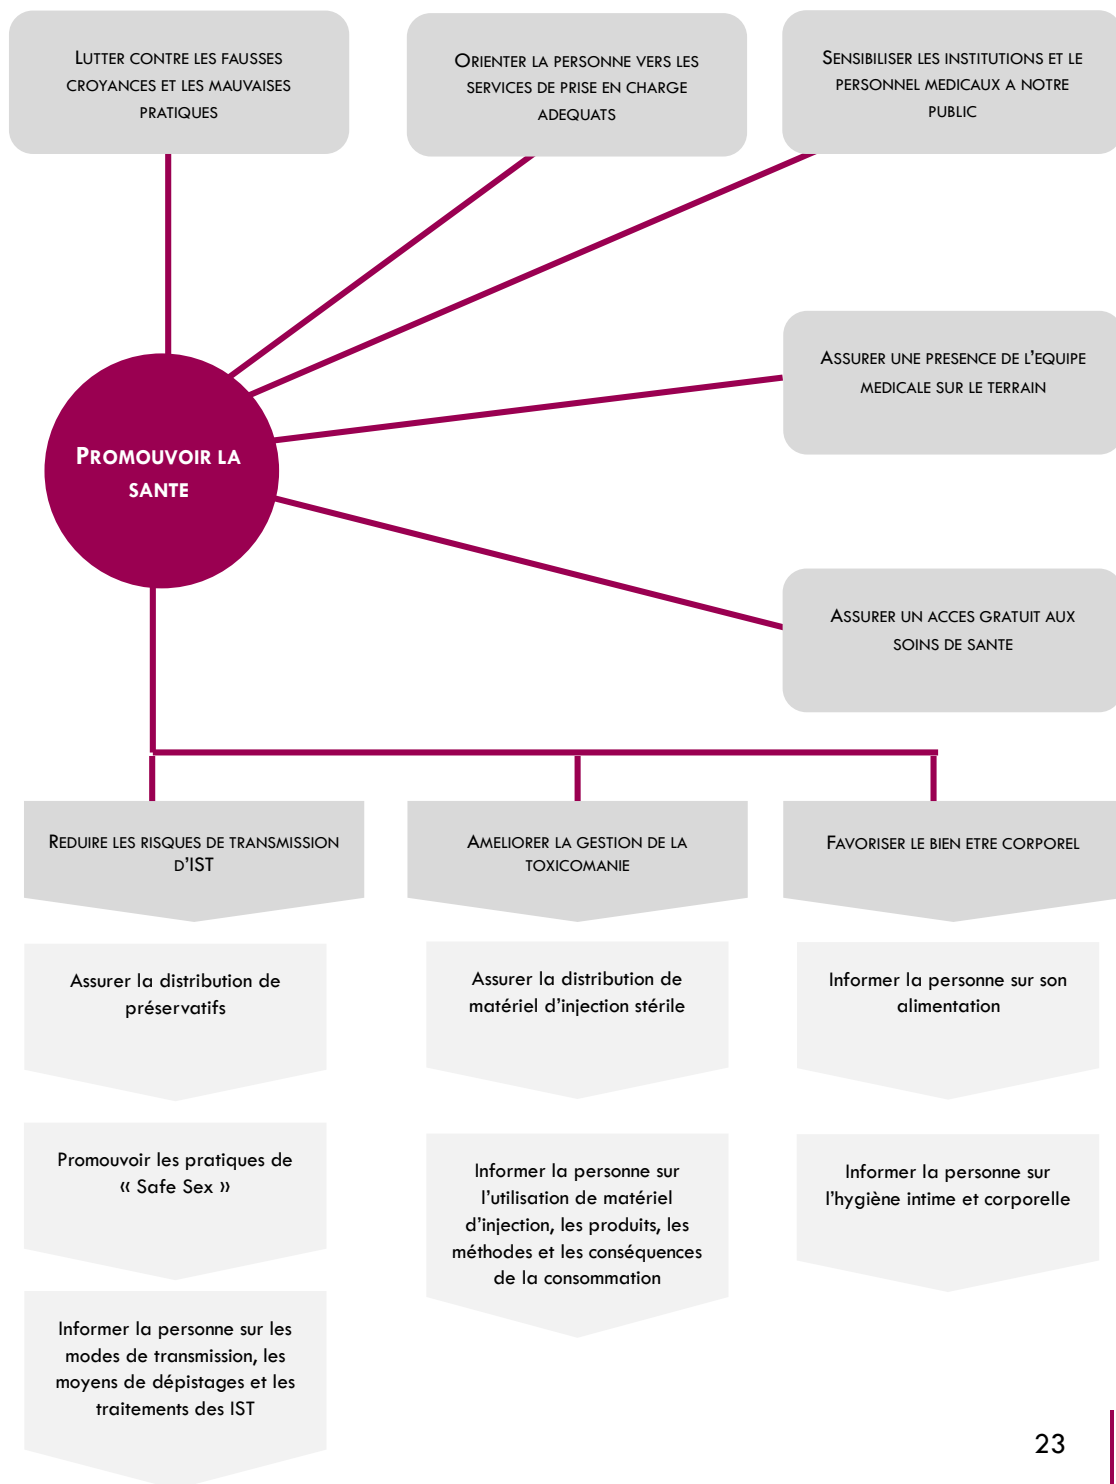 LUTTER CONTRE LES FAUSSES
CROYANCES ET LES MAUVAISES
PRATIQUES
ORIENTER LA PERSONNE VERS LES
SERVICES DE PRISE EN CHARGE
ADEQUATS
SENSIBILISER LES INSTITUTIONS ET LE
PERSONNEL MEDICAUX A NOTRE
PUBLIC
ASSURER UNE PRESENCE DE L'EQUIPE
MEDICALE SUR LE TERRAIN
PROMOUVOIR LA
SANTE
ASSURER UN ACCES GRATUIT AUX
SOINS DE SANTE
REDUIRE LES RISQUES DE TRANSMISSION
D'IST
Assurer la distribution de
préservatifs
Promouvoir les pratiques de
« Safe Sex »
Informer la personne sur les
modes de transmission, les
moyens de dépistages et les
traitements des IST
AMELIORER LA GESTION DE LA
TOXICOMANIE
Assurer la distribution de
matériel d'injection stérile
Informer la personne sur
l'utilisation de matériel
d'injection, les produits, les
méthodes et les conséquences
de la consommation
FAVORISER LE BIEN ETRE CORPOREL
Informer la personne sur son
alimentation
Informer la personne sur
l'hygiène intime et corporelle
23